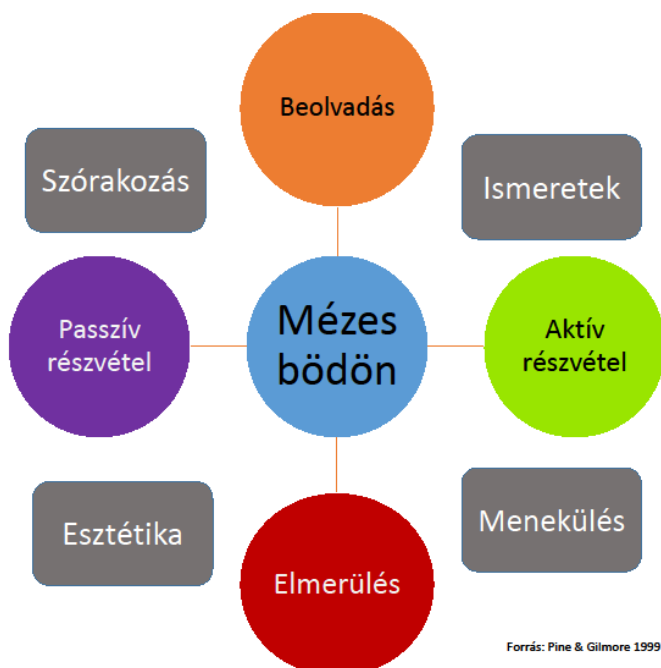 Beolvadás
Szórakozás
Ismeretek
Passzív
részvétel
Mézes
bödön
Aktív
részvétel
Esztétika
Menekülés
Elmerülés
Forrás: Pine & Gilmore 1999